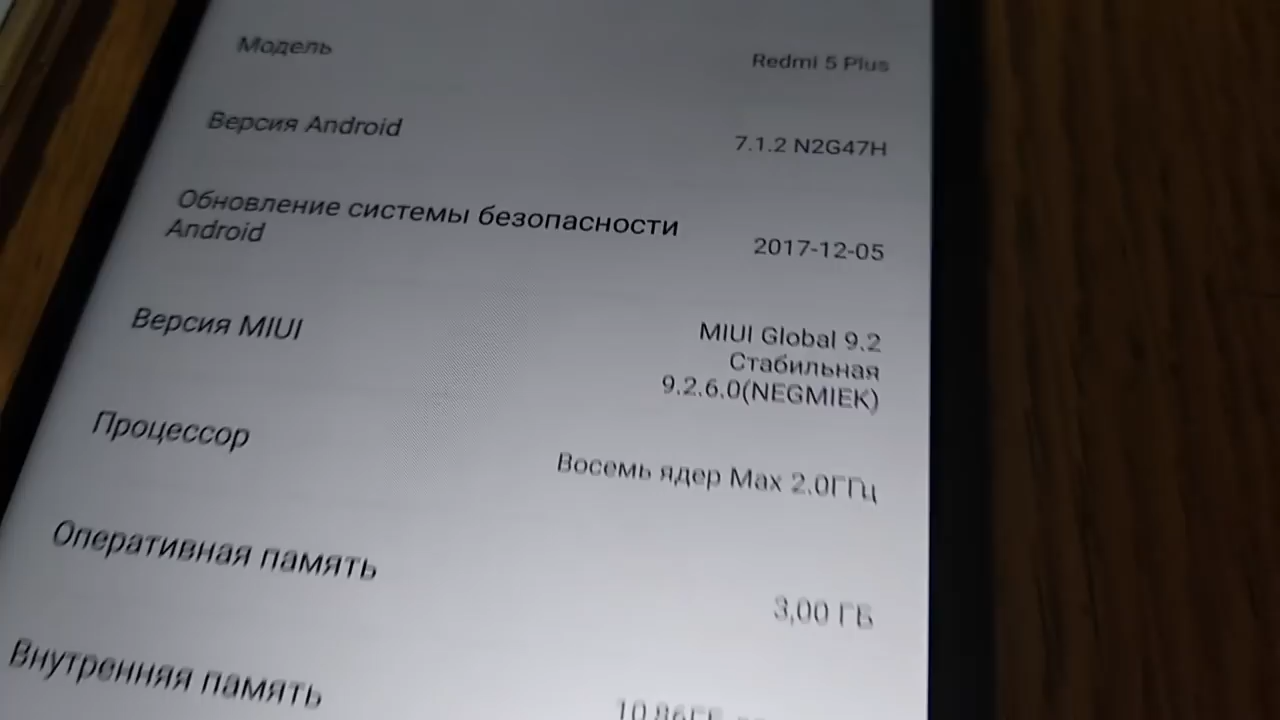 Модель
Redmi 5 Plus
Версия Android
7.1.2 N2G47H
Обновление системы безопасности
Android
2017-12-05
Версия MIUI
MIUI Global 9.2
Стабильная
9.2.6.0(NEGMIEK)
Процессор
Восемь ядер Max 2.0ГГц
Оперативная память
3,00 ГБ
Внутренняя память